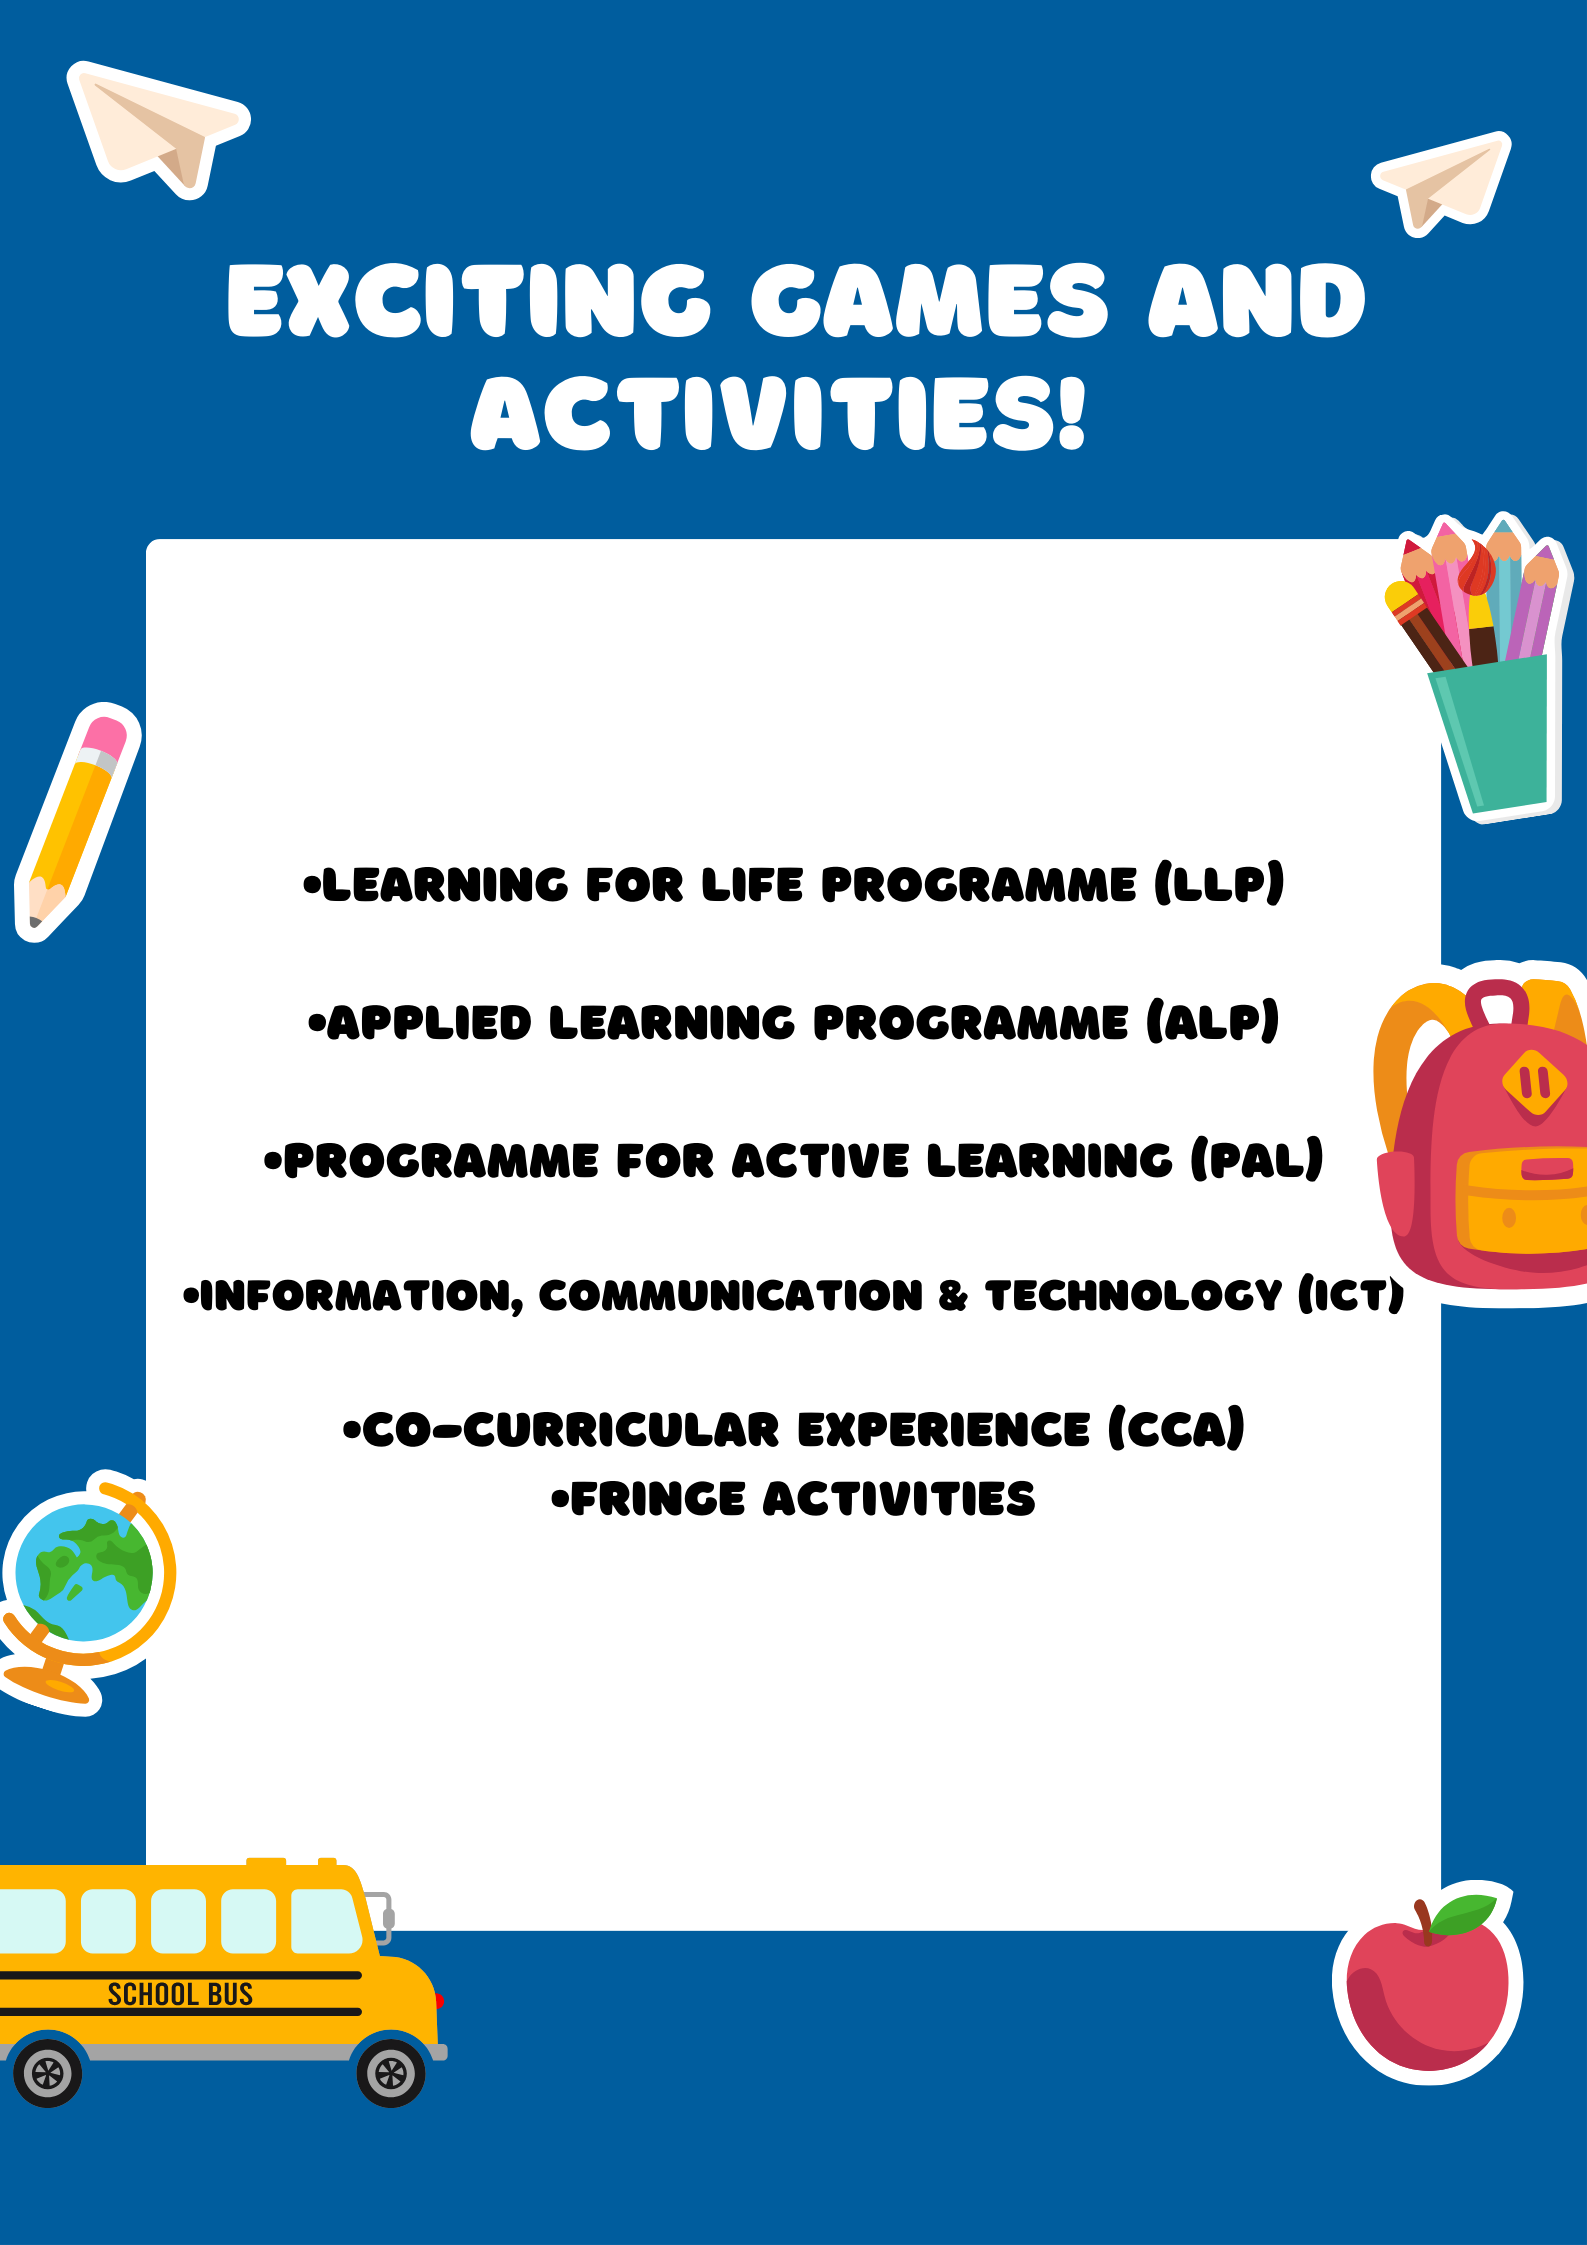 EXCITING GAMES AND
ACTIVITIES!
•LEARNING FOR LIFE PROGRAMME (LLP)
•APPLIED LEARNING PROGRAMME (ALP)
•PROGRAMME FOR ACTIVE LEARNING (PAL)
•INFORMATION, COMMUNICATION & TECHNOLOGY (ICT)
•CO-CURRICULAR EXPERIENCE (CCA)
•FRINGE ACTIVITIES
SCHOOL BUS